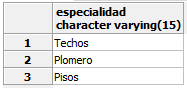 especialidad
character varying(15)
1 Techos
2 Plomero
3 Pisos